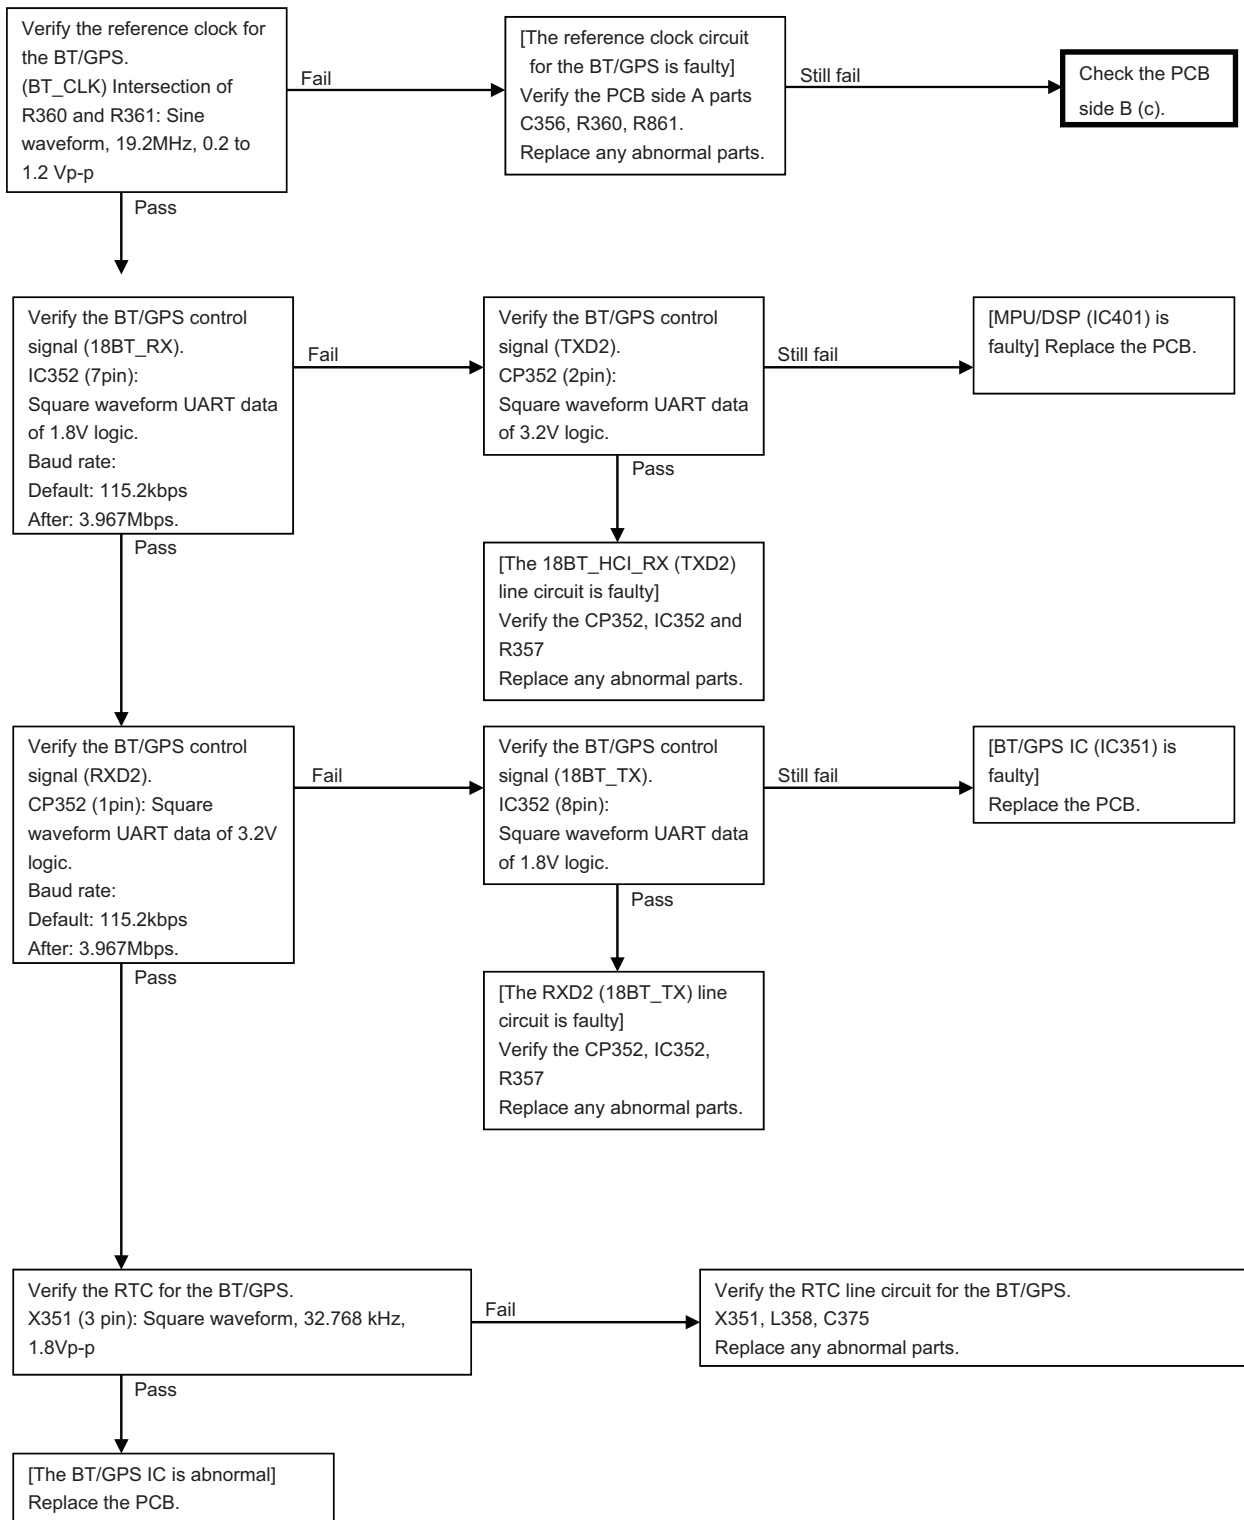 Verify the reference clock for
the BT/GPS.
(BT_CLK) Intersection of
R360 and R361: Sine
waveform, 19.2MHz, 0.2 to
1.2 Vp-p
Fail
[The reference clock circuit
for the BT/GPS is faulty]
Verify the PCB side A parts
C356, R360, R861.
Replace any abnormal parts.
Still fail
Check the PCB
side B (c).
Pass
Verify the BT/GPS control
signal (18BT_RX).
IC352 (7pin):
Square waveform UART data
of 1.8V logic.
Baud rate:
Default: 115.2kbps
After: 3.967Mbps.
Fail
Verify the BT/GPS control
signal (TXD2).
CP352 (2pin):
Square waveform UART data
of 3.2V logic.
Still fail
[MPU/DSP (IC401) is
faulty] Replace the PCB.
Pass
[The 18BT_HCI_RX (TXD2)
line circuit is faulty]
Verify the CP352, IC352 and
R357
Replace any abnormal parts.
Pass
Verify the BT/GPS control
signal (RXD2).
CP352 (1pin): Square
waveform UART data of 3.2V
logic.
Baud rate:
Default: 115.2kbps
After: 3.967Mbps.
Fail
Verify the BT/GPS control
signal (18BT_TX).
IC352 (8pin):
Square waveform UART data
of 1.8V logic.
Still fail
[BT/GPS IC (IC351) is
faulty]
Replace the PCB.
Pass
[The RXD2 (18BT_TX) line
circuit is faulty]
Verify the CP352, IC352,
R357
Replace any abnormal parts.
Pass
Verify the RTC for the BT/GPS.
X351 (3 pin): Square waveform, 32.768 kHz,
1.8Vp-p
Fail
Verify the RTC line circuit for the BT/GPS.
X351, L358, C375
Replace any abnormal parts.
Pass
[The BT/GPS IC is abnormal]
Replace the PCB.